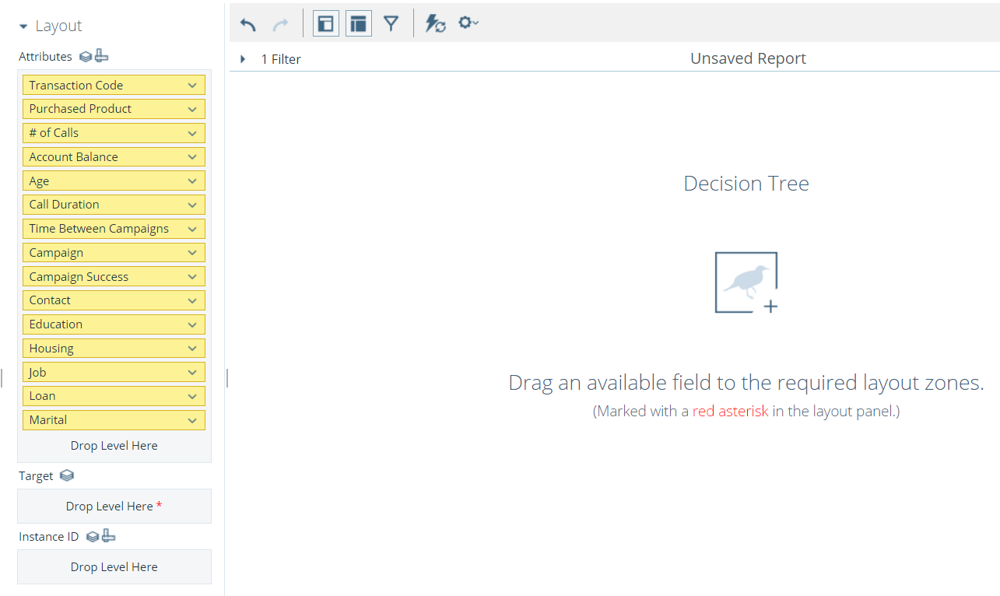 Layout
Attributes
Transaction Code
Purchased Product
# of Calls
Account Balance
Age
Call Duration
Time Between Campaigns
Campaign
Campaign Success
Contact
Education
Housing
Job
Loan
Marital
Drop Level Here
Target
Drop Level Here *
Instance ID
Drop Level Here
1 Filter
Unsaved Report
Decision Tree
Drag an available field to the required layout zones.
(Marked with a red asterisk in the layout panel.)